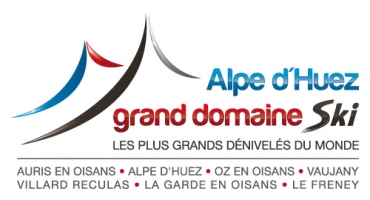 Alpe d'Huez
grand domaine Ski
LES PLUS GRANDS DÉNIVELÉS DU MONDE
AURIS EN OISANS • ALPE D'HUEZ • OZ EN OISANS • VAUJANY
VILLARD RECULAS • LA GARDE EN OISANS • LE FRENEY